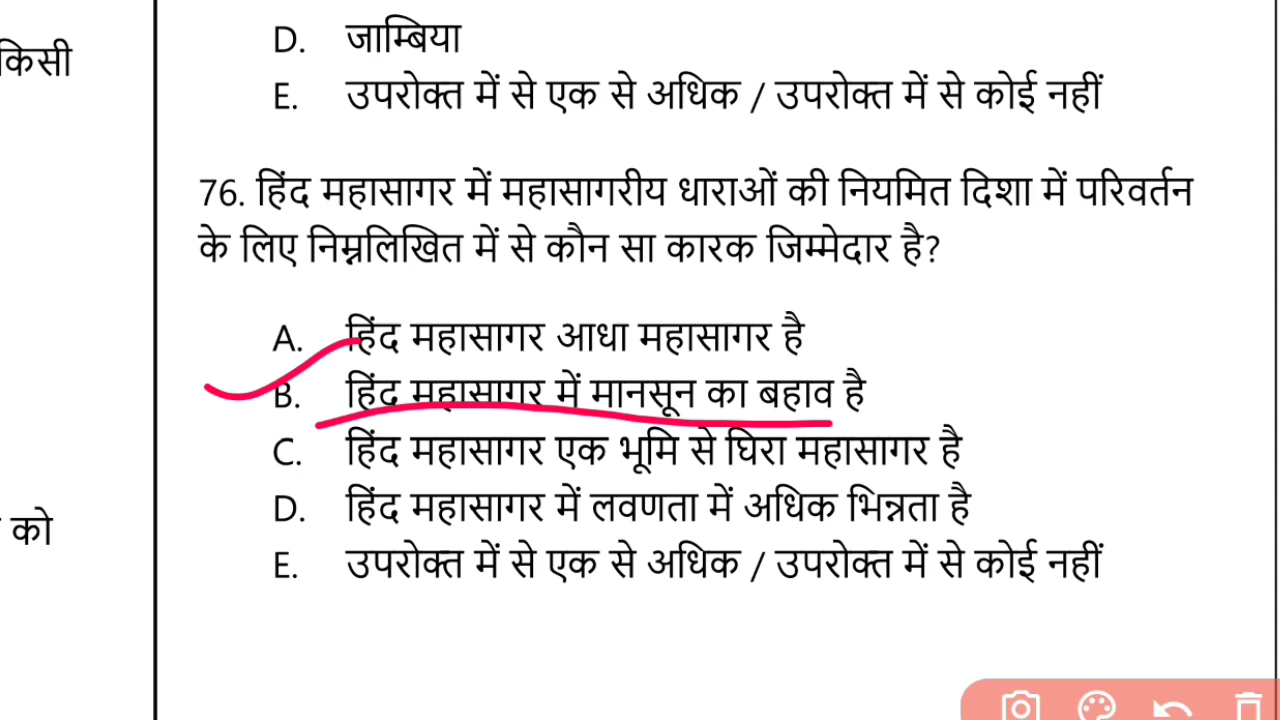 किसी
को
D. जाम्बिया
E. उपरोक्त में से एक से अधिक / उपरोक्त में से कोई नहीं
76. हिंद महासागर में महासागरीय धाराओं की नियमित दिशा में परिवर्तन
के लिए निम्नलिखित में से कौन सा कारक जिम्मेदार है?
A. हिंद महासागर आधा महासागर है
B. हिंद महासागर में मानसून का बहाव है
C. हिंद महासागर एक भूमि से घिरा महासागर है
D. हिंद महासागर में लवणता में अधिक भिन्नता है
E. उपरोक्त में से एक से अधिक / उपरोक्त में से कोई नहीं